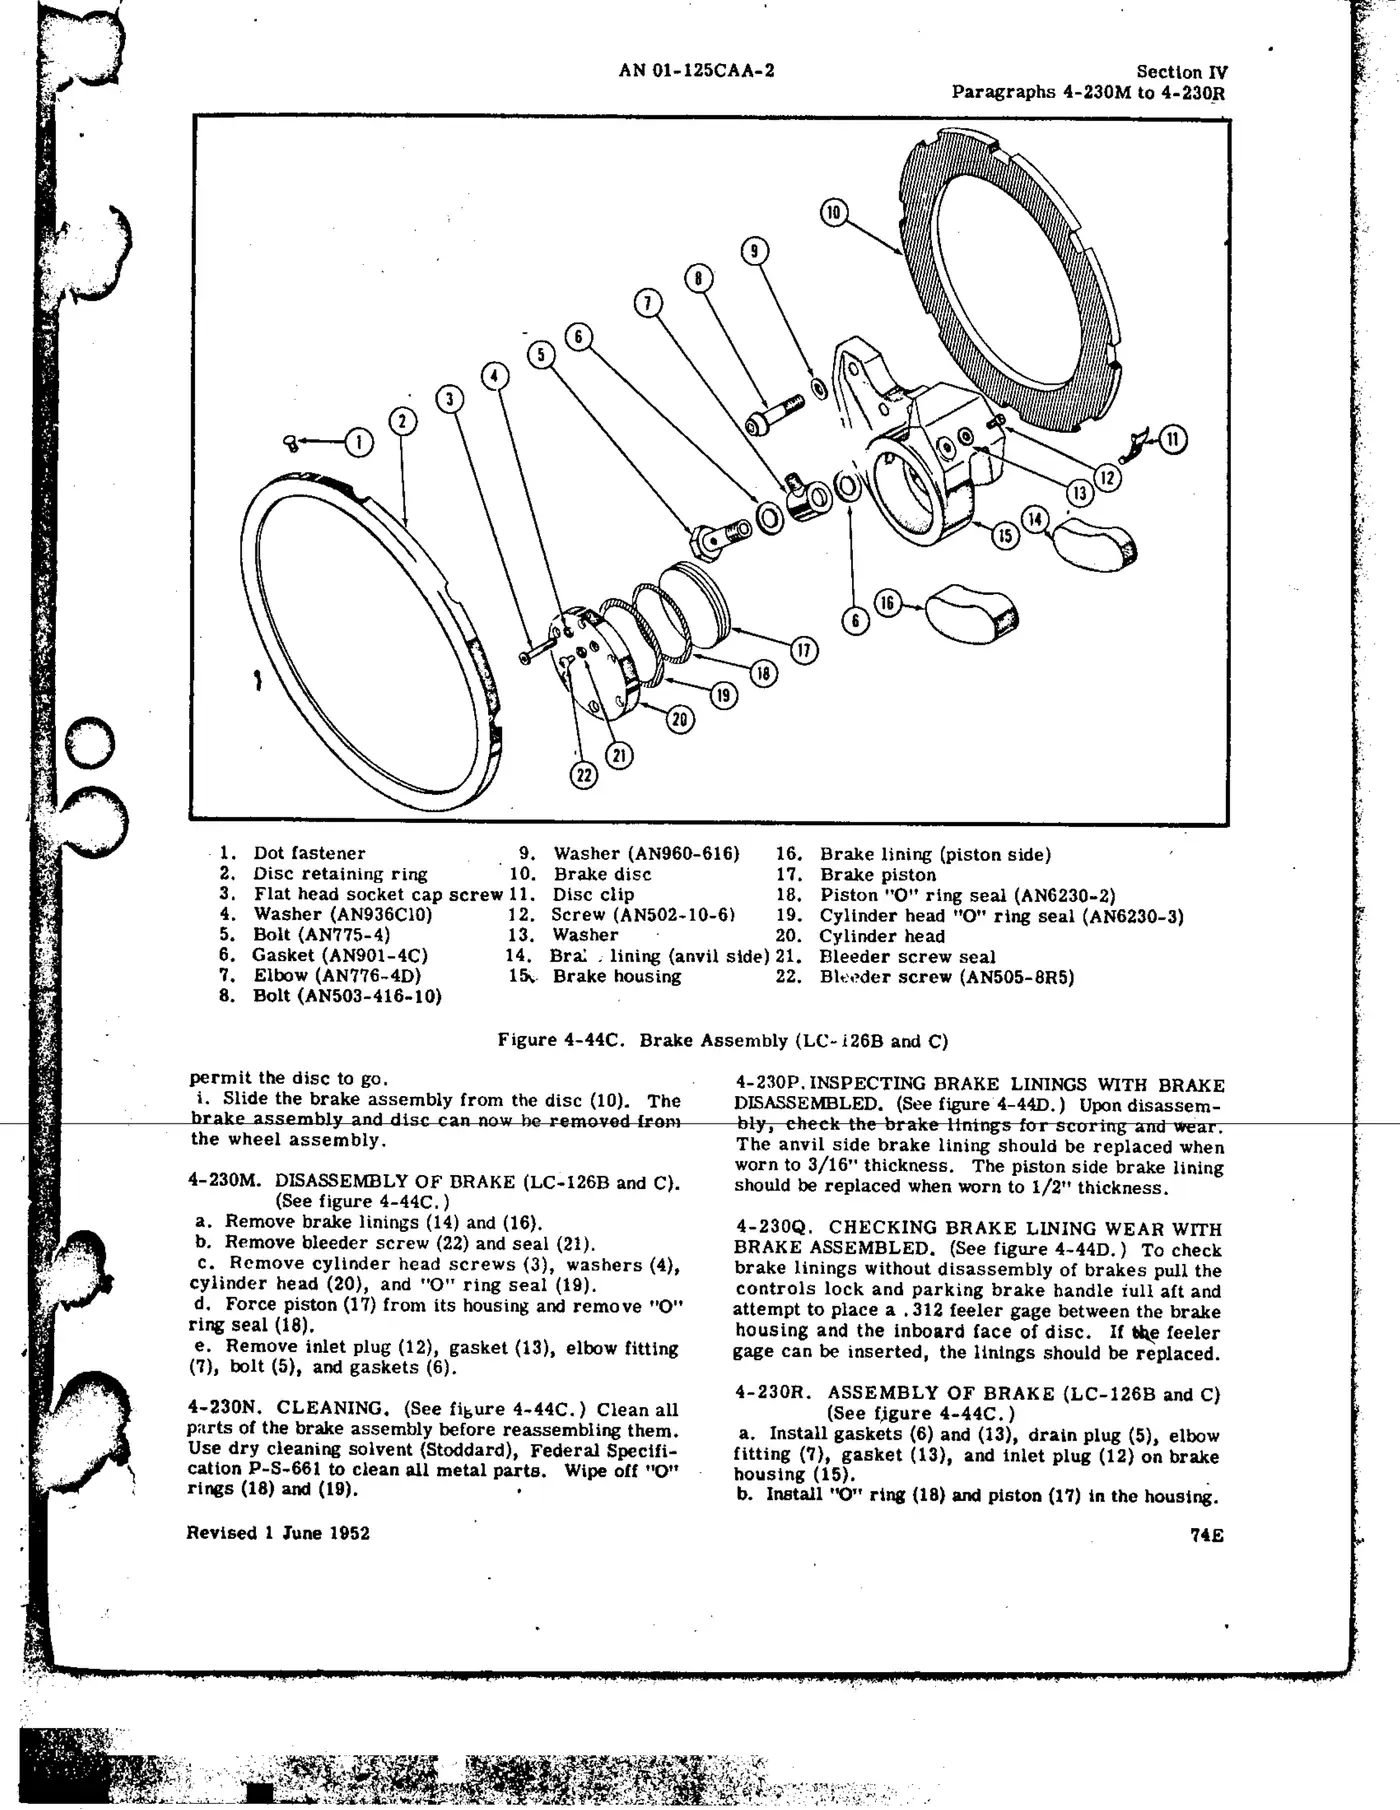 AN 01-125CAA-2
Section IV
Paragraphs 4-230M to 4-230R
10
9
8
7
6
5
4
3
2
1
11
12
13
14
15
16
6
17
18
19
20
21
22
1. Dot fastener
2. Disc retaining ring
3. Flat head socket cap screw
4. Washer (AN936C10)
5. Bolt (AN775-4)
6. Gasket (AN901-4C)
7. Elbow (AN776-4D)
8. Bolt (AN503-416-10)
9. Washer (AN960-616)
10. Brake disc
11. Disc clip
12. Screw (AN502-10-6)
13. Washer
14. lining (anvil side)
15. Brake housing
16. Brake lining (piston side)
17. Brake piston
18. Piston "O" ring seal (AN6230-2)
19. Cylinder head "O" ring seal (AN6230-3)
20. Cylinder head
21. Bleeder screw seal
22. Bleeder screw (AN505-8R5)
Figure 4-44C. Brake Assembly (LC-126B and C)
permit the disc to go.
i. Slide the brake assembly from the disc (10). The
brake assembly and disc can now be removed from
the wheel assembly.
4-230M. DISASSEMBLY OF BRAKE (LC-126B and C).
(See figure 4-44C.)
a. Remove brake linings (14) and (16).
b. Remove bleeder screw (22) and seal (21).
c. Remove cylinder head screws (3), washers (4),
cylinder head (20), and "O" ring seal (19).
d. Force piston (17) from its housing and remove "O"
ring seal (18).
e. Remove inlet plug (12), gasket (13), elbow fitting
(7), bolt (5), and gaskets (6).
4-230N. CLEANING. (See figure 4-44C.) Clean all
parts of the brake assembly before reassembling them.
Use dry cleaning solvent (Stoddard), Federal Specifi-
cation P-S-661 to clean all metal parts. Wipe off "O"
rings (18) and (19).
4-230P. INSPECTING BRAKE LININGS WITH BRAKE
DISASSEMBLED. (See figure 4-44D.) Upon disassem-
bly, check the brake linings for scoring and wear.
The anvil side brake lining should be replaced when
worn to 3/16" thickness. The piston side brake lining
should be replaced when worn to 1/2" thickness.
4-230Q. CHECKING BRAKE LINING WEAR WITH
BRAKE ASSEMBLED. (See figure 4-44D.) To check
brake linings without disassembly of brakes pull the
controls lock and parking brake handle full aft and
attempt to place a .312 feeler gage between the brake
housing and the inboard face of disc. If the feeler
gage can be inserted, the linings should be replaced.
4-230R. ASSEMBLY OF BRAKE (LC-126B and C)
(See figure 4-44C.)
a. Install gaskets (6) and (13), drain plug (5), elbow
fitting (7), gasket (13), and inlet plug (12) on brake
housing (15).
b. Install "O" ring (18) and piston (17) in the housing.
Revised 1 June 1952
74E